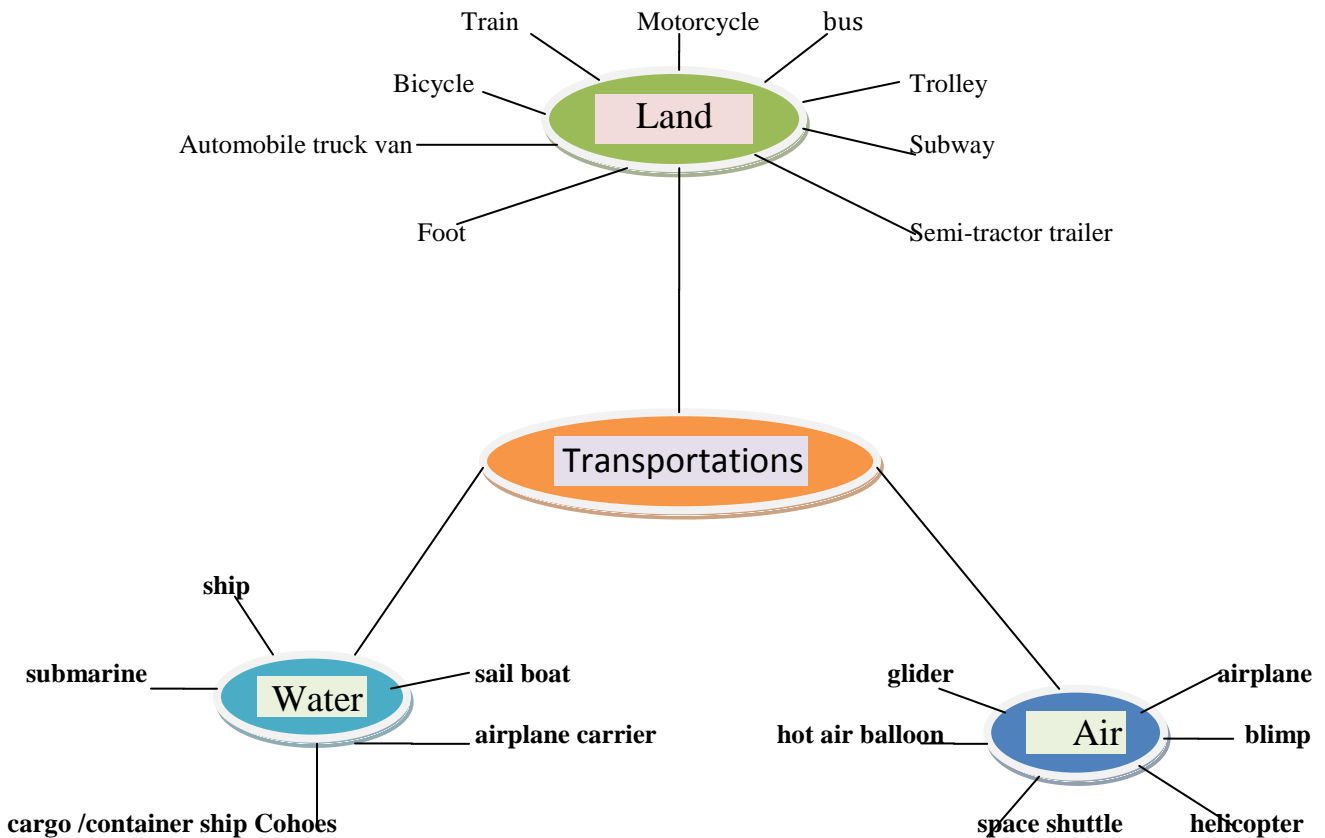 Train
Motorcycle
bus
Bicycle
Land
Trolley
Automobile truck van
Subway
Foot
Semi-tractor trailer
Transportations
ship
submarine
sail boat
Water
airplane carrier
cargo /container ship Cohoes
glider
airplane
hot air balloon
Air
blimp
space shuttle
helicopter